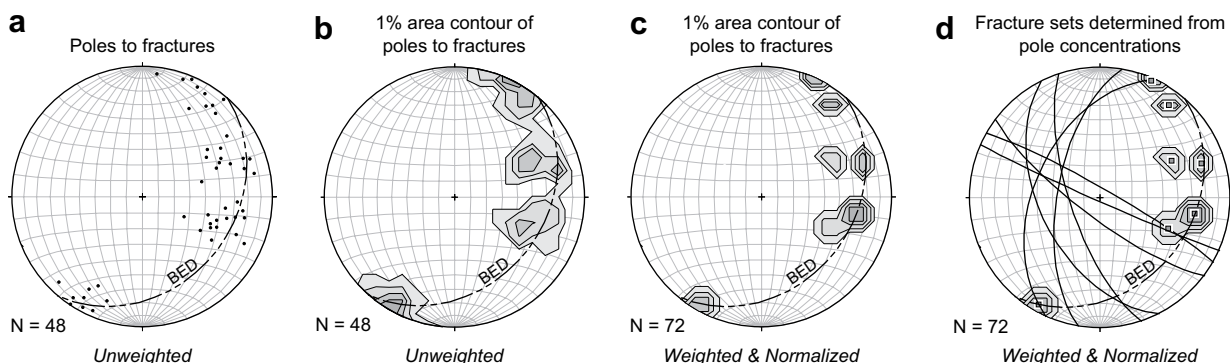 a
Poles to fractures
BED
N = 48
Unweighted
b
1% area contour of
poles to fractures
BED
N = 48
Unweighted
c
1% area contour of
poles to fractures
BED
N = 72
Weighted & Normalized
d
Fracture sets determined from
pole concentrations
BED
N = 72
Weighted & Normalized